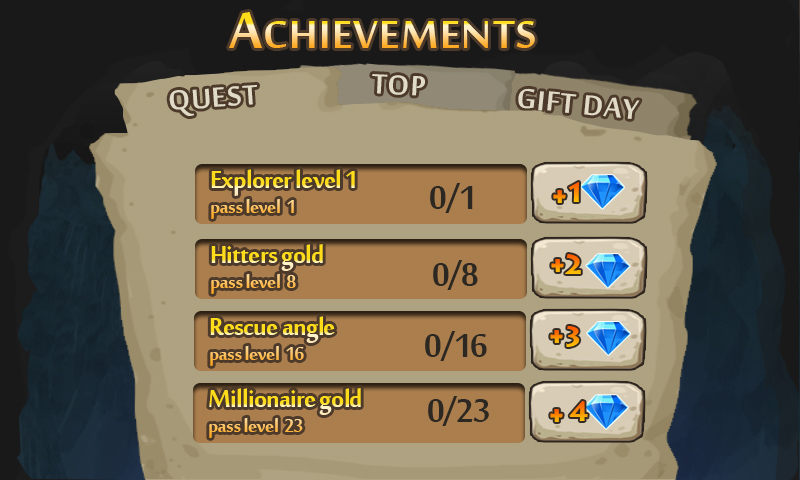 ACHIEVEMENTS
QUEST
TOP
GIFT DAY
Explorer level 1
pass level 1
0/1
+1
Hitters gold
pass level 8
0/8
+2
Rescue angle
pass level 16
0/16
+3
Millionaire gold
pass level 23
0/23
+4